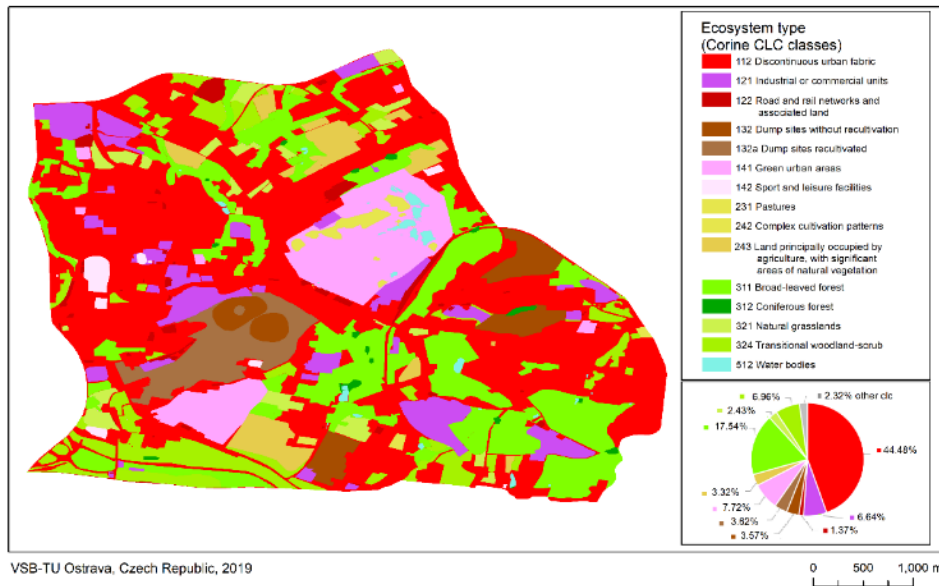 Ecosystem type
(Corine CLC classes)
112 Discontinuous urban fabric
121 Industrial or commercial units
122 Road and rail networks and
associated land
132 Dump sites without recultivation
132a Dump sites recultivated
141 Green urban areas
142 Sport and leisure facilities
231 Pastures
242 Complex cultivation patterns
243 Land principally occupied by
agriculture, with significant
areas of natural vegetation
311 Broad-leaved forest
312 Coniferous forest
321 Natural grasslands
324 Transitional woodland-scrub
512 Water bodies
6.96%
2.32% other clc
2.43%
17.54%
44.48%
3.32%
7.72%
3.62%
3.57%
6.64%
1.37%
VSB-TU Ostrava, Czech Republic, 2019
0 500 1,000 m